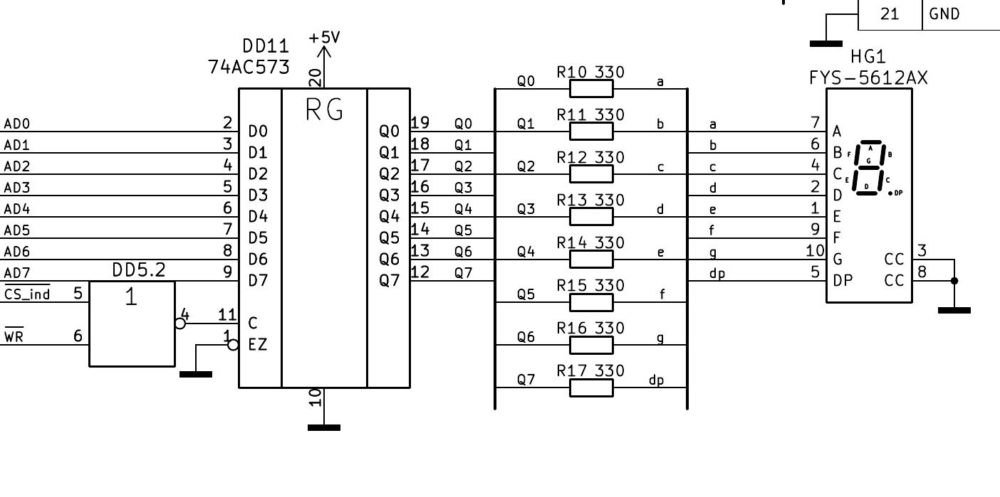 21 GND
DD11
74AC573
+5V
20
HG1
FYS-5612AX
RG
Q0 R10 330 a
AD0 2 D0 Q0 19 Q0 Q1 R11 330 b a 7 A
AD1 3 D1 Q1 18 Q1 b 6 B
AD2 4 D2 Q2 17 Q2 Q2 R12 330 c c 4 C
AD3 5 D3 Q3 16 Q3 d 2 D
AD4 6 D4 Q4 15 Q4 Q3 R13 330 d e 1 E
AD5 7 D5 Q5 14 Q5 f 9 F
AD6 8 D6 Q6 13 Q6 Q4 R14 330 e g 10 G CC 3
AD7 9 D7 Q7 12 Q7 dp 5 DP CC 8
A
F B
G
E C
D
DP
DD5.2
1
CS_ind 5
4 11 C
WR 6
1 EZ
Q5 R15 330 f
Q6 R16 330 g
Q7 R17 330 dp
10